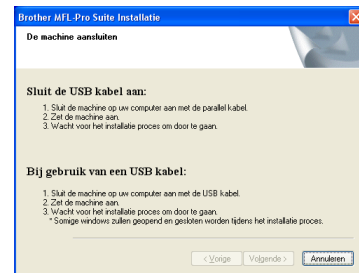 Brother MFL-Pro Suite Installatie
De machine aansluiten
Sluit de USB kabel aan:
1. Sluit de machine op uw computer aan met de parallel kabel.
2. Zet de machine aan.
3. Wacht voor het installatie proces om door te gaan.
Bij gebruik van een USB kabel:
1. Sluit de machine op uw computer aan met de USB kabel.
2. Zet de machine aan.
3. Wacht voor het installatie proces om door te gaan.
* Somige windows zullen geopend en gesloten worden tijdens het installatie proces.
< Vorige Volgende > Annuleren